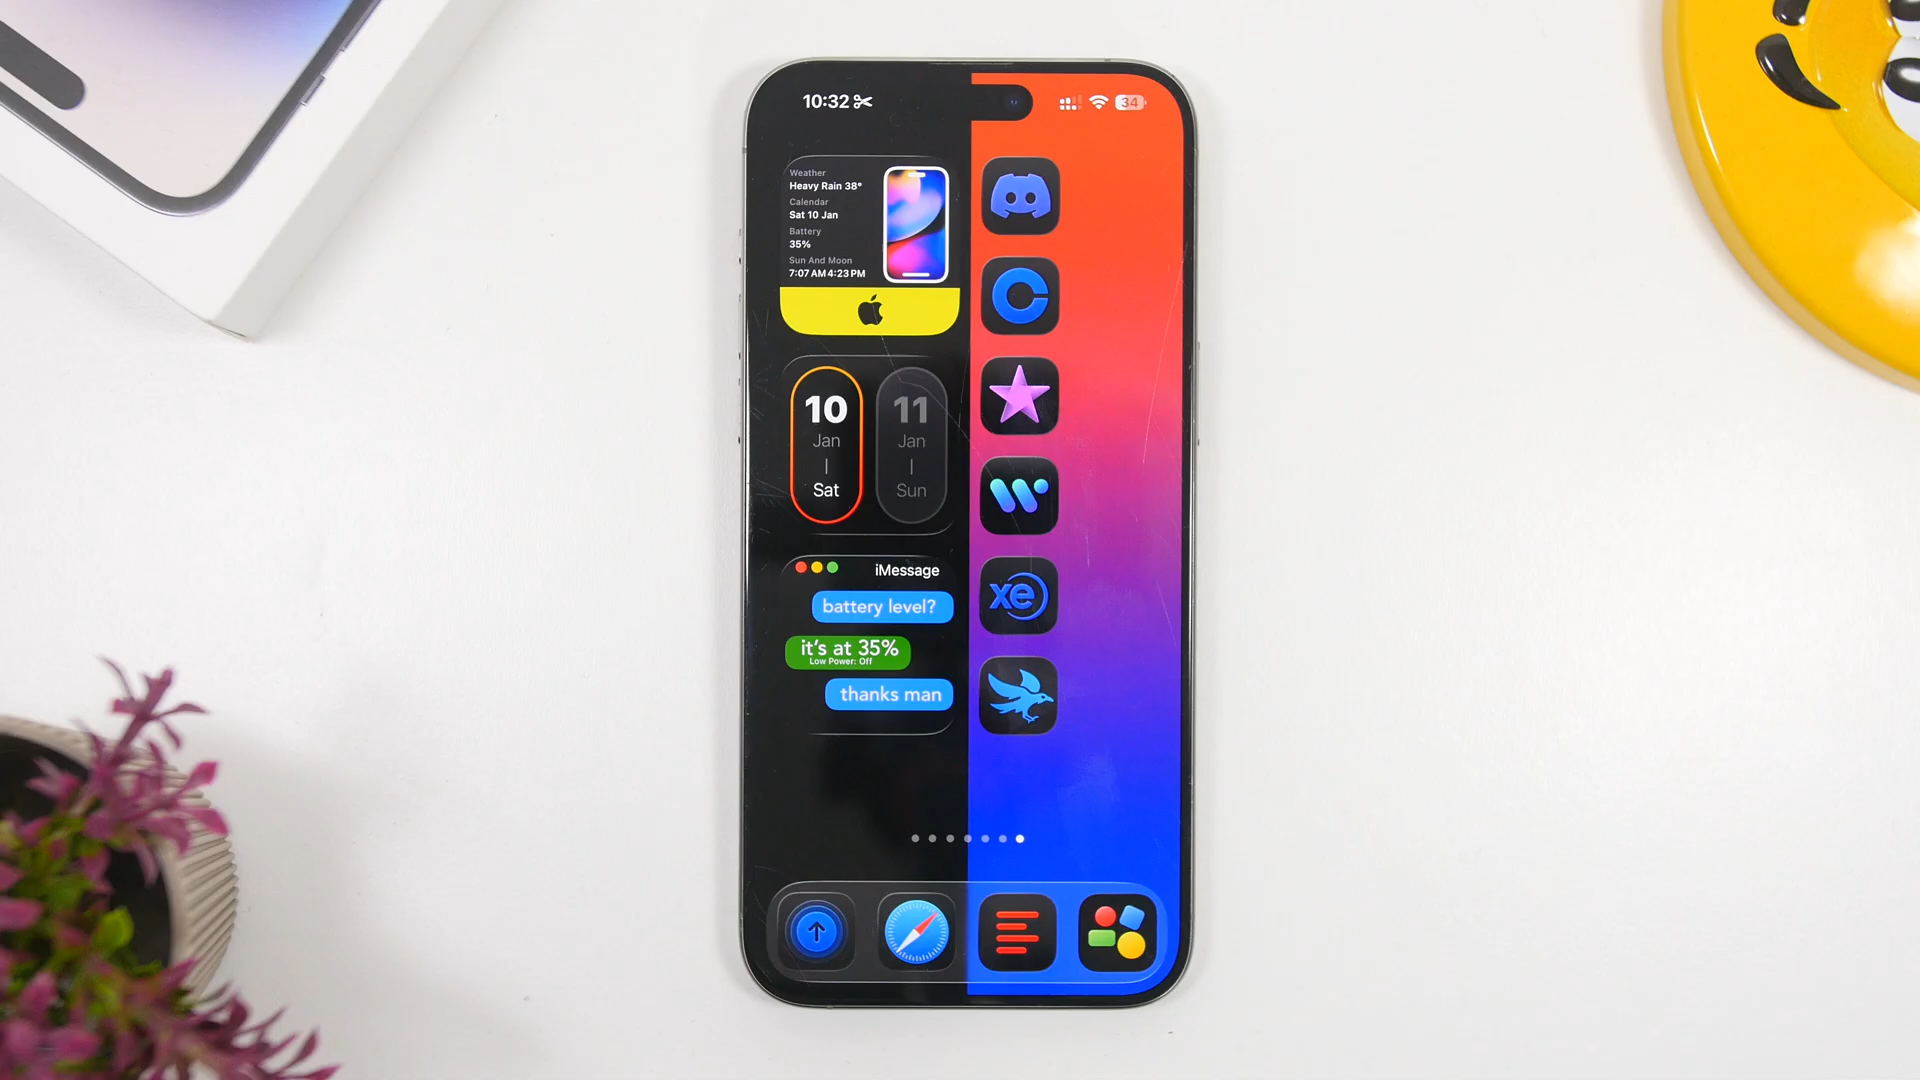 10:32
34
Weather
Heavy Rain 38°
Calendar
Sat 10 Jan
Battery
35%
Sun And Moon
7:07 AM 4:23 PM
10
Jan
Sat
11
Jan
Sun
iMessage
battery level?
it's at 35%
Low Power: Off
thanks man
xe